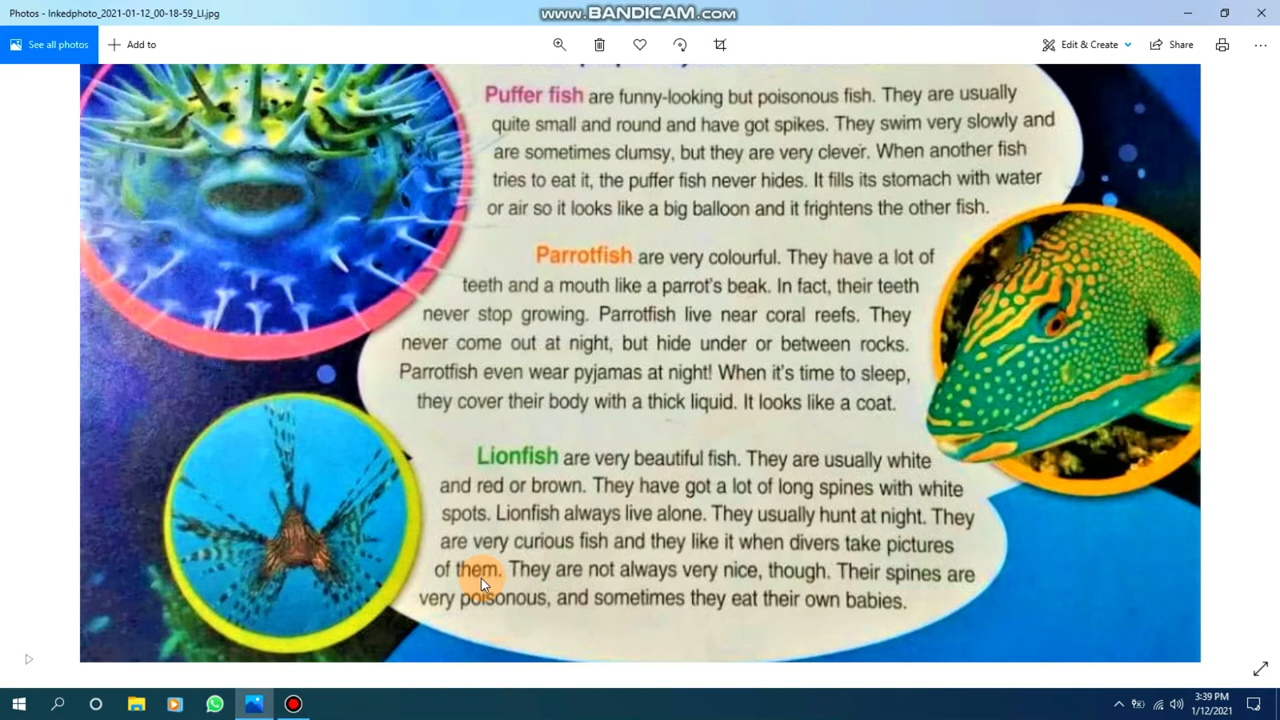 Photos - Inkedphoto_2021-01-12_00-18-59_LI.jpg
www.BANDICAM.com
See all photos
Add to
Edit & Create
Share
Puffer fish are funny-looking but poisonous fish. They are usually
quite small and round and have got spikes. They swim very slowly and
are sometimes clumsy, but they are very clever. When another fish
tries to eat it, the puffer fish never hides. It fills its stomach with water
or air so it looks like a big balloon and it frightens the other fish.
Parrotfish are very colourful. They have a lot of
teeth and a mouth like a parrot's beak. In fact, their teeth
never stop growing. Parrotfish live near coral reefs. They
never come out at night, but hide under or between rocks.
Parrotfish even wear pyjamas at night! When it's time to sleep,
they cover their body with a thick liquid. It looks like a coat.
Lionfish are very beautiful fish. They are usually white
and red or brown. They have got a lot of long spines with white
spots. Lionfish always live alone. They usually hunt at night. They
are very curious fish and they like it when divers take pictures
of them. They are not always very nice, though. Their spines are
very poisonous, and sometimes they eat their own babies.
3:39 PM
1/12/2021